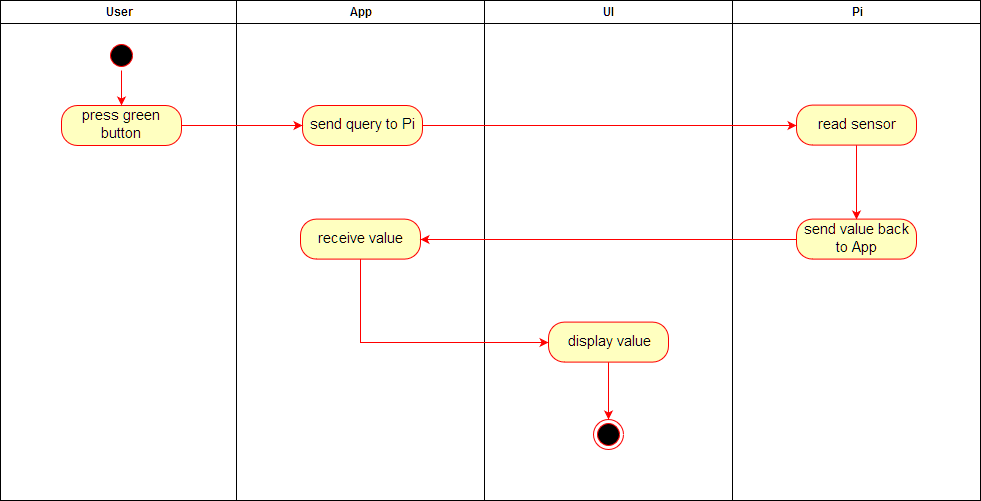 User
App
UI
Pi
press green
button
send query to Pi
read sensor
receive value
send value back
to App
display value